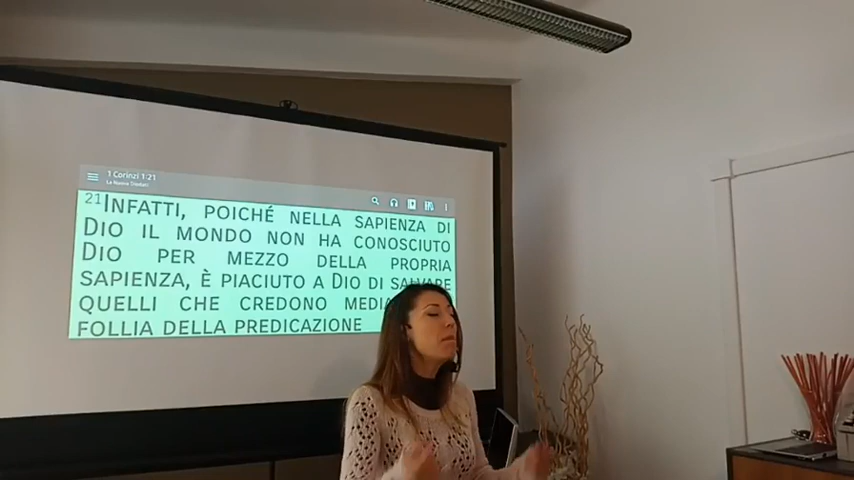 1 Corinzi 1:21
La Nuova Diodati
21INFATTI, POICHÉ NELLA SAPIENZA DI
DIO IL MONDO NON HA CONOSCIUTO
DIO PER MEZZO DELLA PROPRIA
SAPIENZA, È PIACIUTO A DIO DI SALVARE
QUELLI CHE CREDONO MEDIA
FOLLIA DELLA PREDICAZIONE